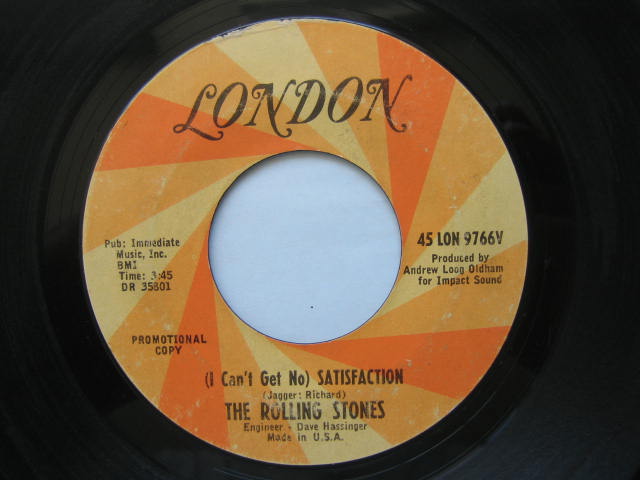 LONDON
Pub: Immediate
Music, Inc.
BMI
Time: 3:45
DR 35801
45 LON 9766V
Produced by
Andrew Loog Oldham
for Impact Sound
PROMOTIONAL
COPY
(I Can't Get No) SATISFACTION
(Jagger: Richard)
THE ROLLING STONES
Engineer - Dave Hassinger
Made in U.S.A.